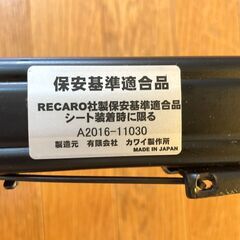 保安基準適合品
RECARO社製保安基準適合品
シート装着時に限る
A2016-11030
製造元 有限会社 カワイ製作所
MADE IN JAPAN